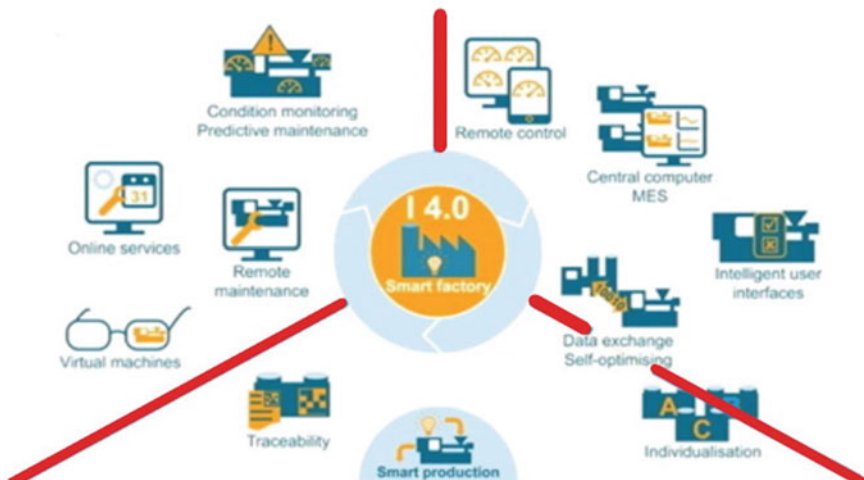 Condition monitoring
Predictive maintenance
Remote control
Central computer
MES
31
Online services
Remote
maintenance
I 4.0
Smart factory
Intelligent user
interfaces
Data exchange
Self-optimising
Virtual machines
Traceability
A
B
C
Individualisation
Smart production